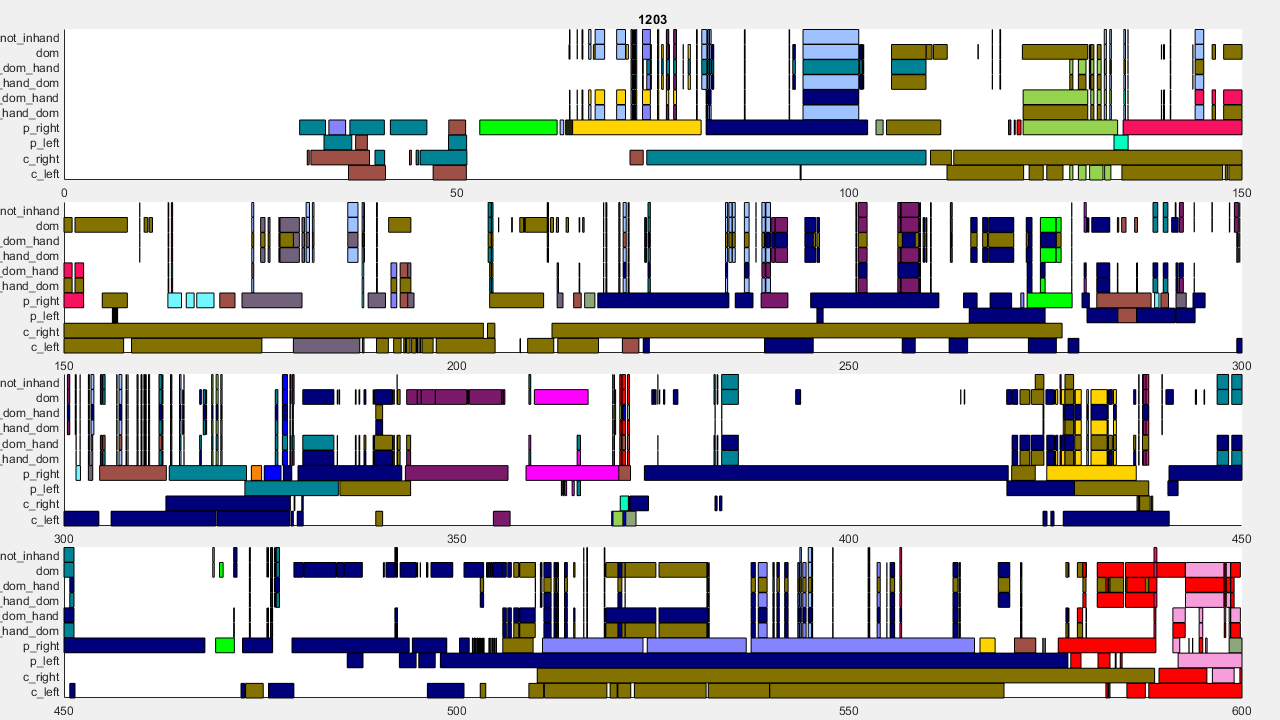 1203
not_inhand
dom
dom_hand
hand_dom
dom_hand
hand_dom
p_right
p_left
c_right
c_left
0 50 100 150
not_inhand
dom
dom_hand
hand_dom
dom_hand
hand_dom
p_right
p_left
c_right
c_left
150 200 250 300
not_inhand
dom
dom_hand
hand_dom
dom_hand
hand_dom
p_right
p_left
c_right
c_left
300 350 400 450
not_inhand
dom
dom_hand
hand_dom
dom_hand
hand_dom
p_right
p_left
c_right
c_left
450 500 550 600